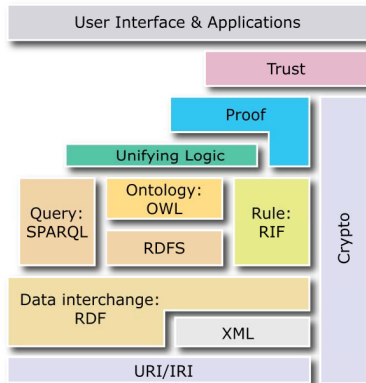 User Interface & Applications
Trust
Proof
Unifying Logic
Ontology:
OWL
Query:
SPARQL
Rule:
RIF
RDFS
Crypto
Data interchange:
RDF
XML
URI/IRI